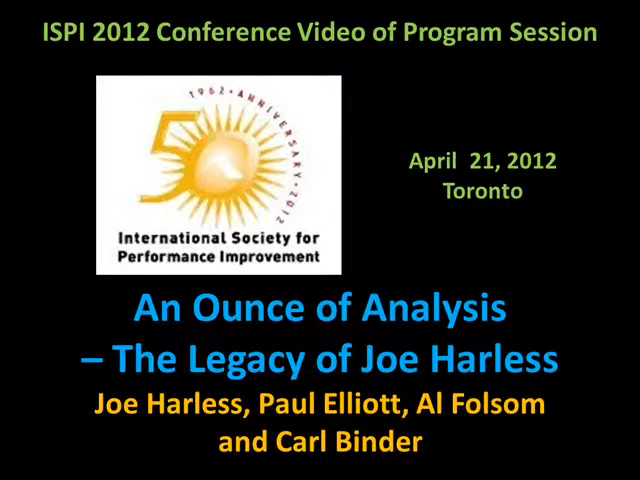 ISPI 2012 Conference Video of Program Session
1962 • ANNIVERSARY • 2012
50
April 21, 2012
Toronto
International Society for
Performance Improvement
An Ounce of Analysis
– The Legacy of Joe Harless
Joe Harless, Paul Elliott, Al Folsom
and Carl Binder